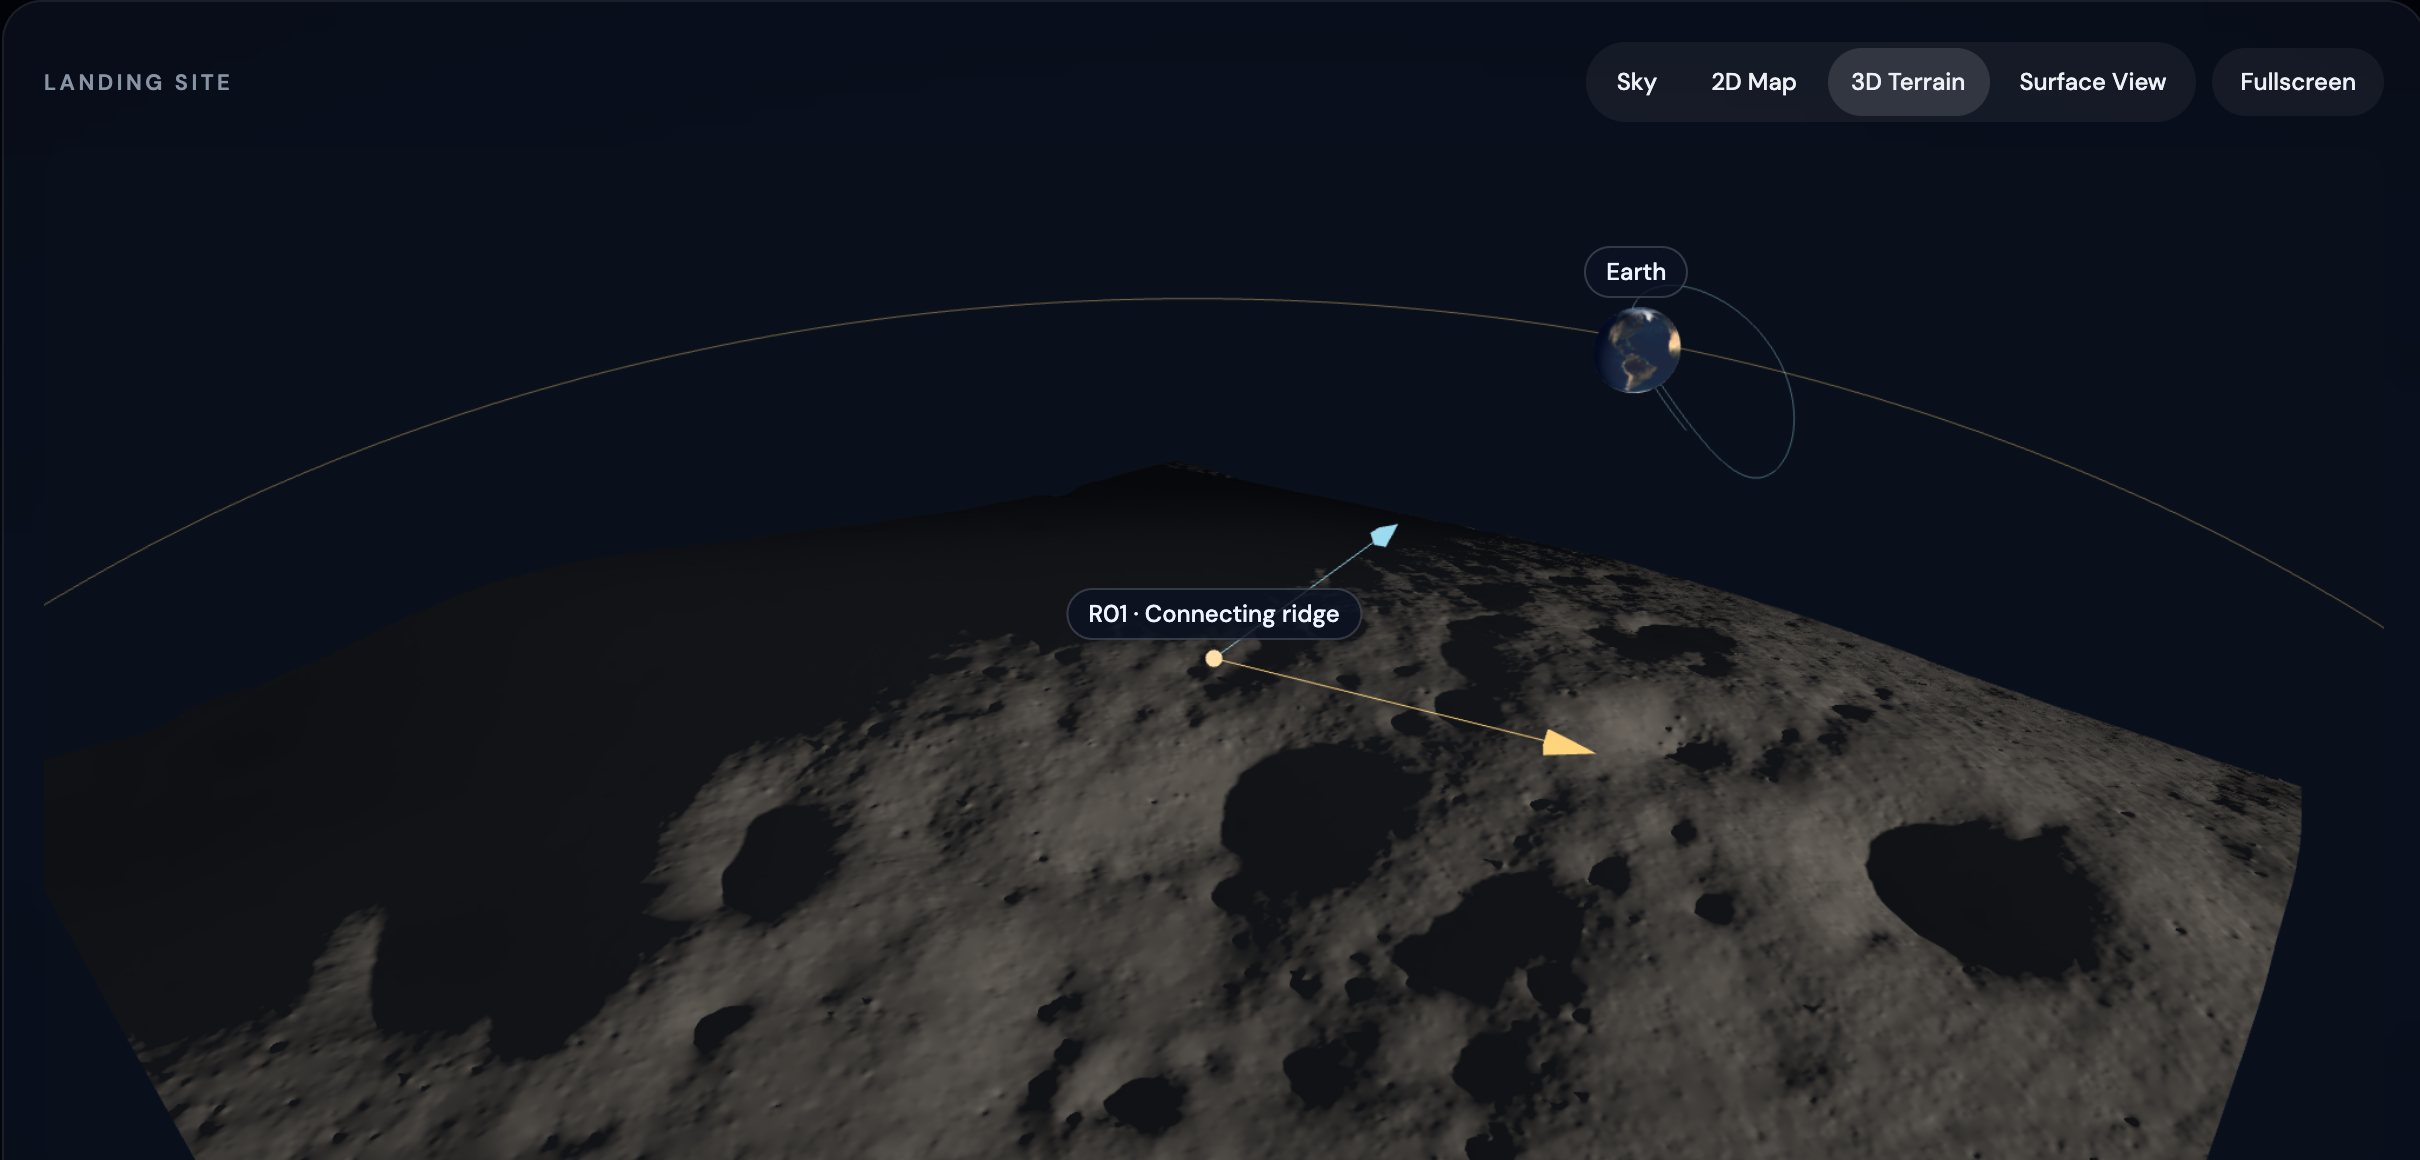 LANDING SITE
Sky
2D Map
3D Terrain
Surface View
Fullscreen
Earth
R01 · Connecting ridge